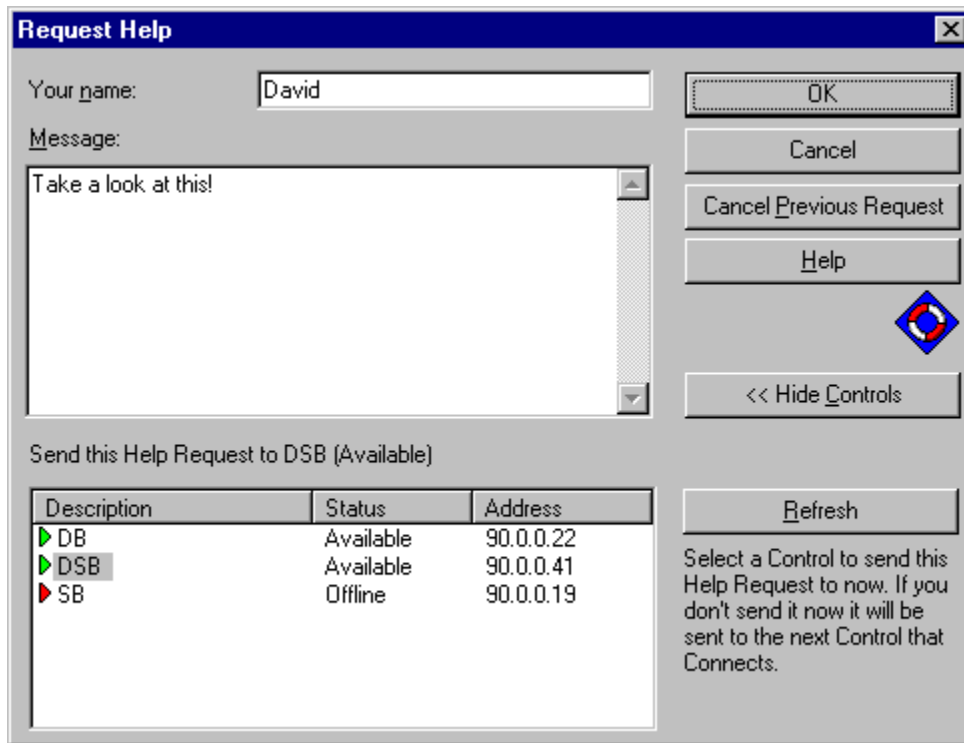 Request Help
Your name:
David
OK
Message:
Cancel
Take a look at this!
Cancel Previous Request
Help
<< Hide Controls
Send this Help Request to DSB (Available)
Description Status Address
DB Available 90.0.0.22
DSB Available 90.0.0.41
SB Offline 90.0.0.19
Refresh
Select a Control to send this
Help Request to now. If you
don't send it now it will be
sent to the next Control that
Connects.